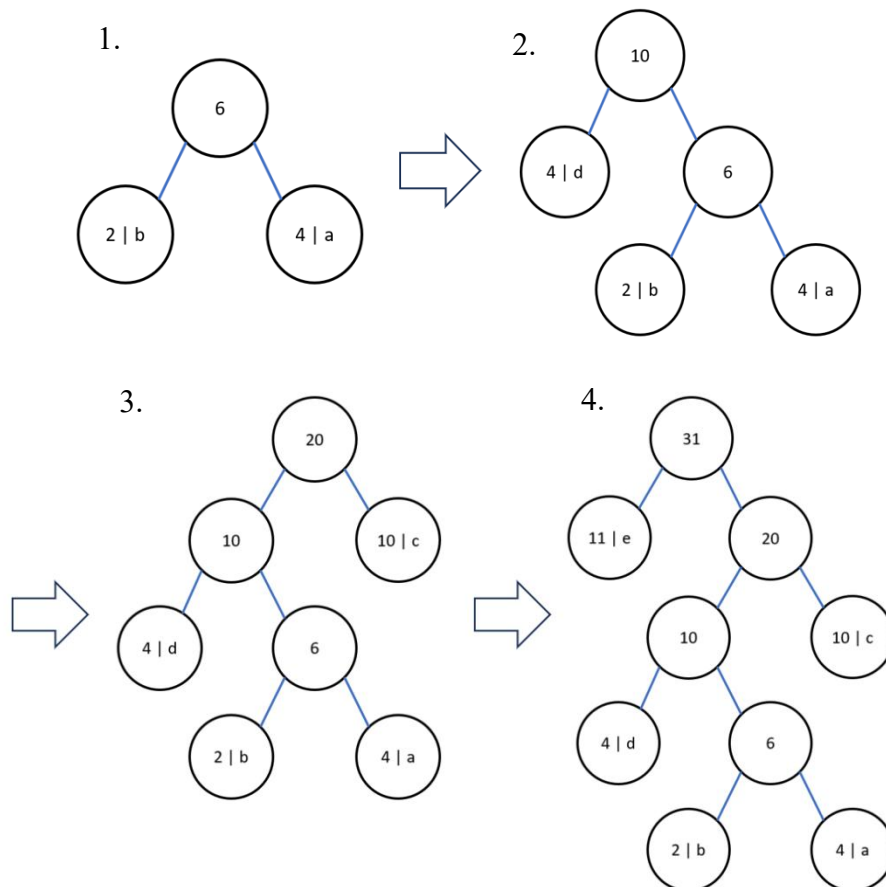 1.
6
2 | b
4 | a
2.
10
4 | d
6
2 | b
4 | a
3.
20
10
10 | c
4 | d
6
2 | b
4 | a
4.
31
11 | e
20
10
10 | c
4 | d
6
2 | b
4 | a